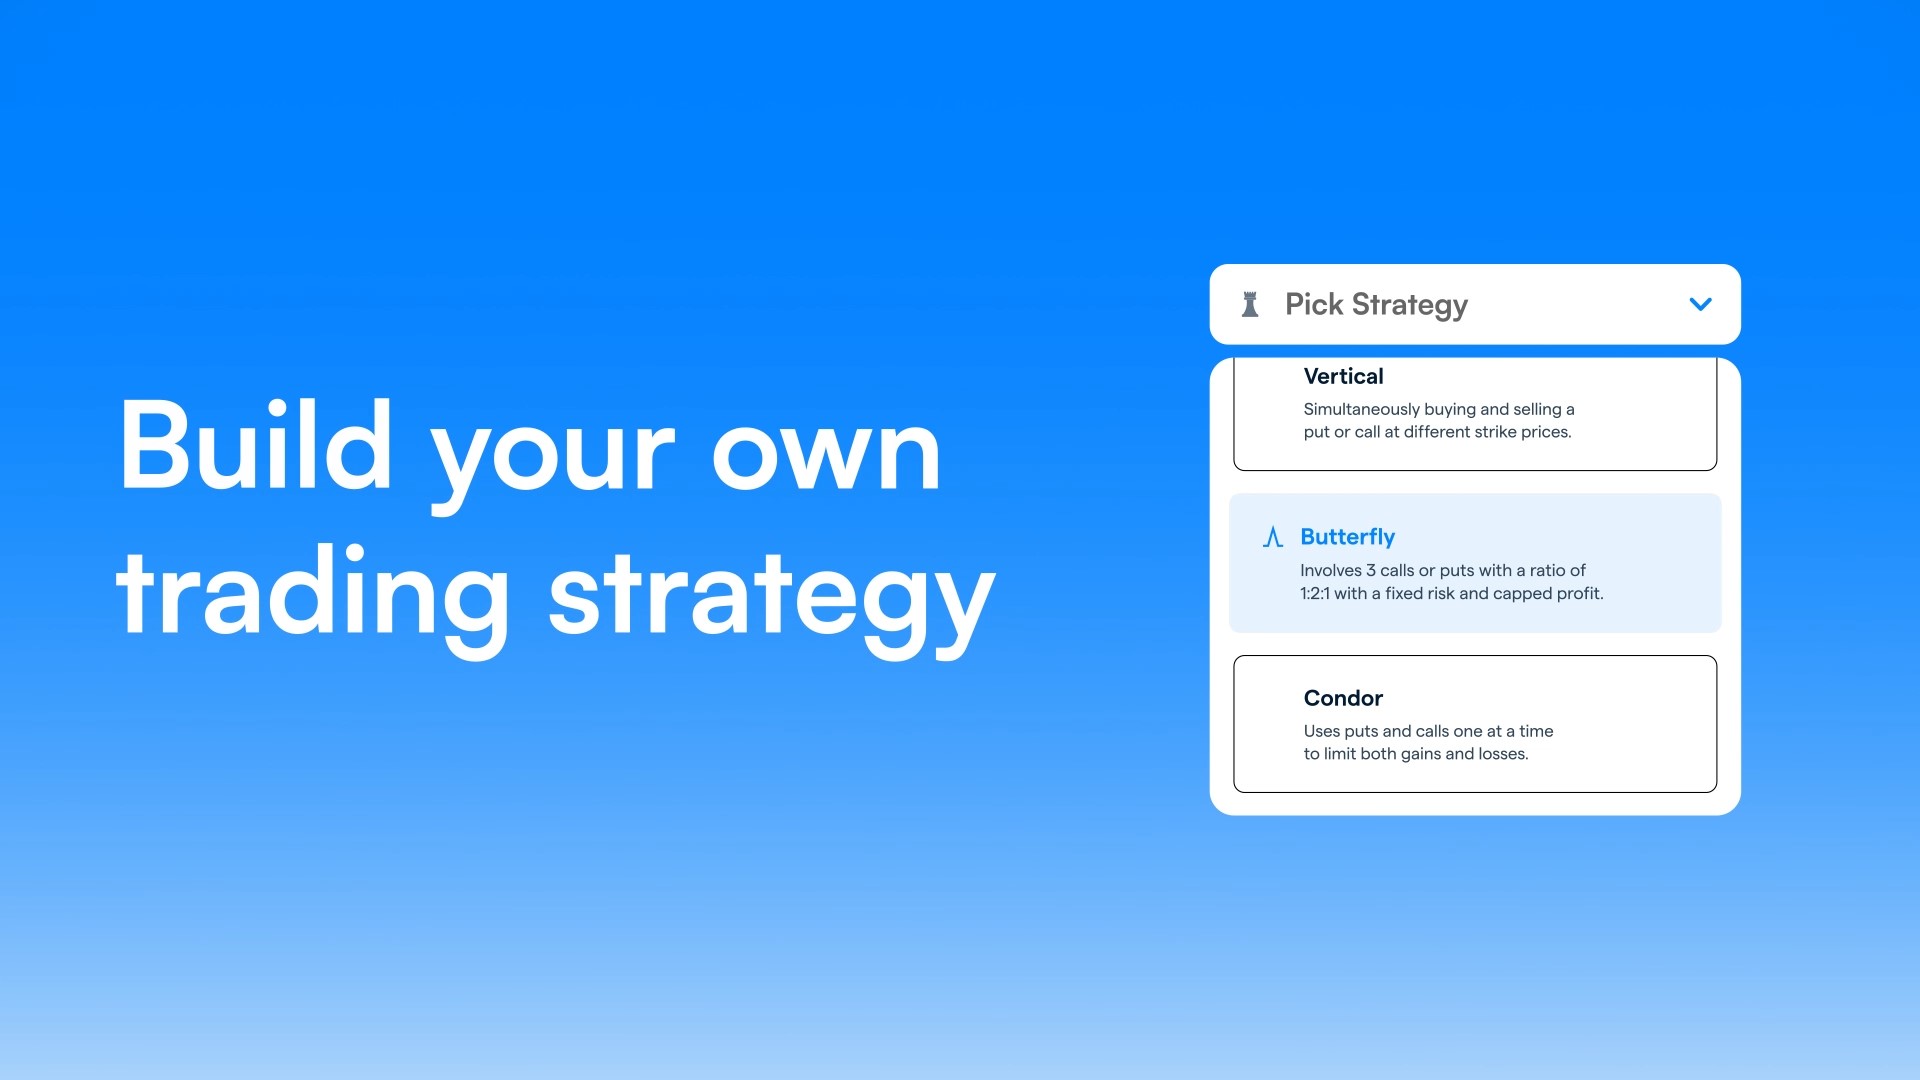 Build your own
trading strategy
Pick Strategy
Vertical
Simultaneously buying and selling a
put or call at different strike prices.
Butterfly
Involves 3 calls or puts with a ratio of
1:2:1 with a fixed risk and capped profit.
Condor
Uses puts and calls one at a time
to limit both gains and losses.